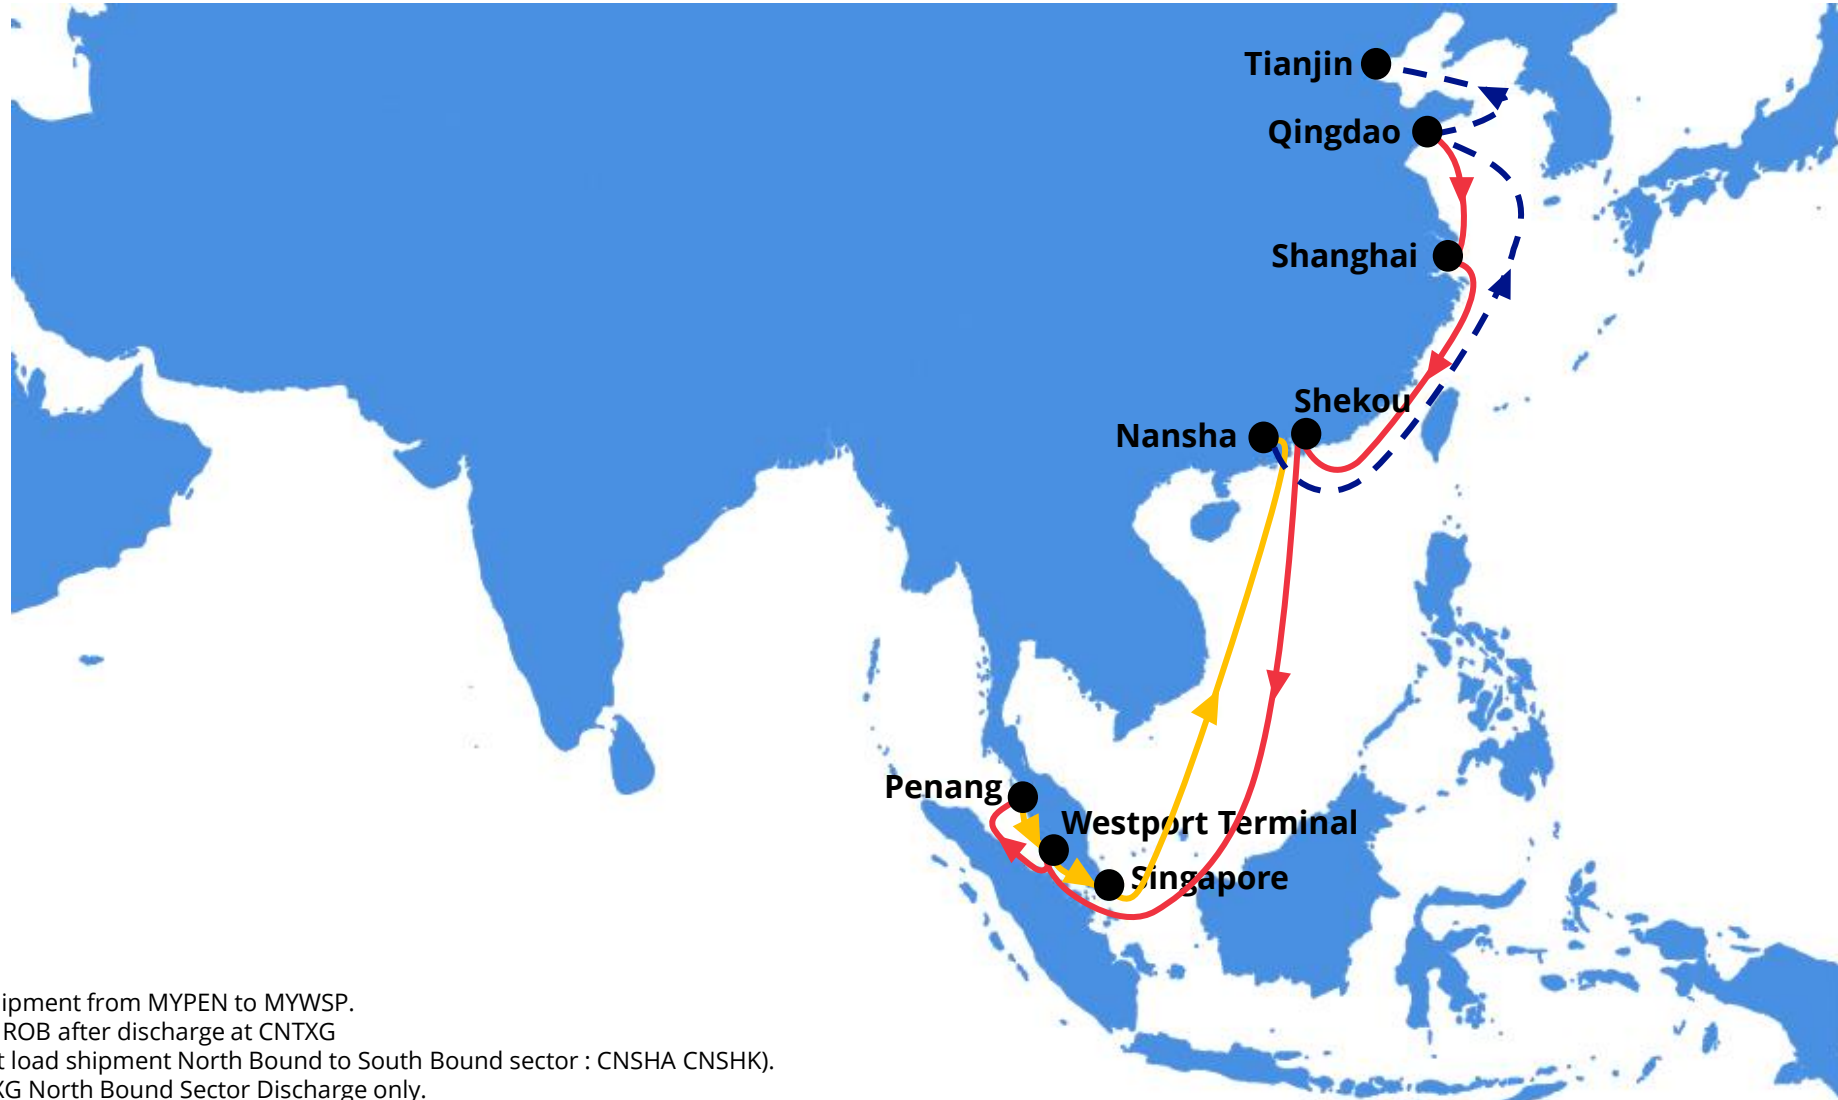 Tianjin
Qingdao
Shanghai
Shekou
Nansha
Penang
Westport Terminal
Singapore
from MYPEN to MYWSP.
ROB after discharge at CNTXG
load shipment North Bound to South Bound sector : CNSHA CNSHK).
North Bound Sector Discharge only.